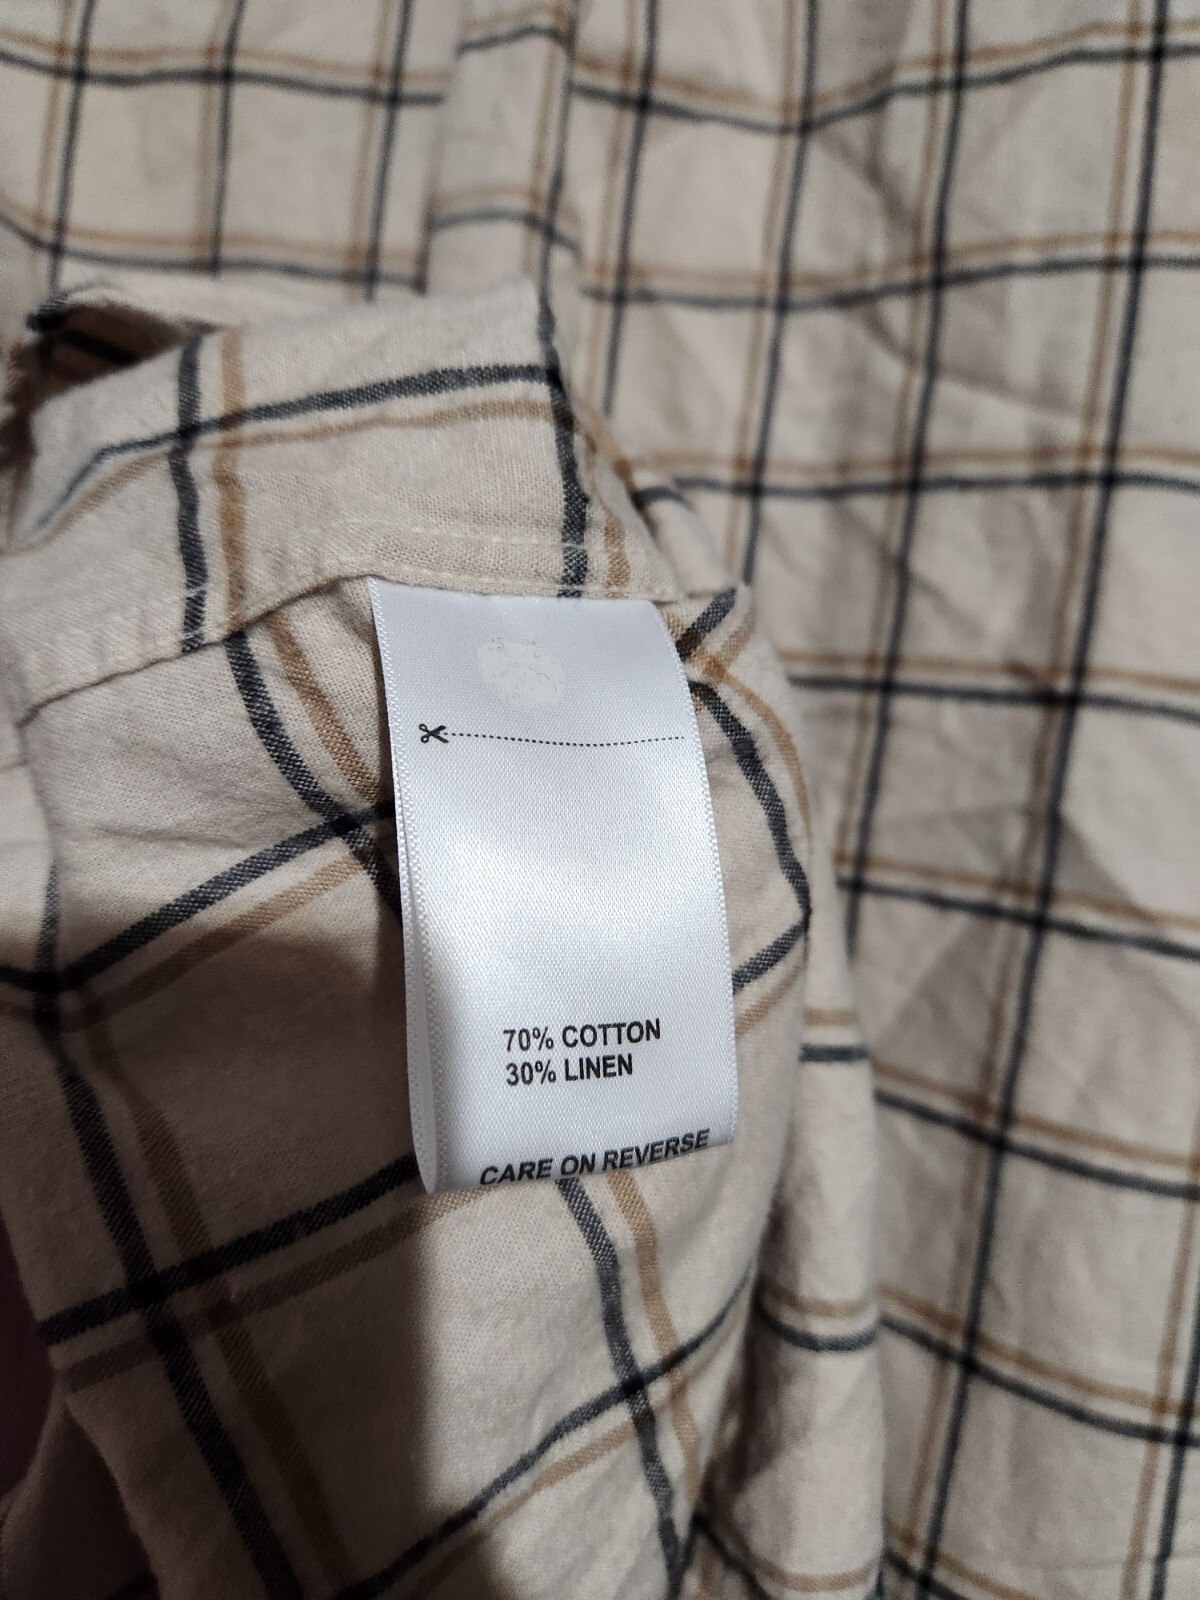 70% COTTON
30% LINEN
CARE ON REVERSE